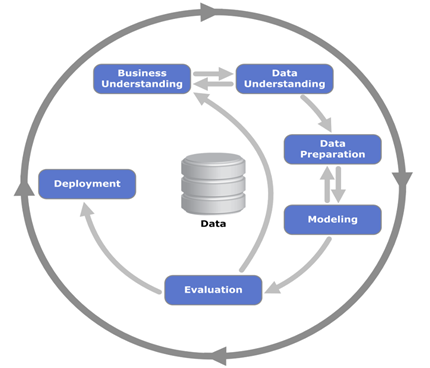 Business
Understanding
Data
Understanding
Data
Preparation
Modeling
Evaluation
Deployment
Data